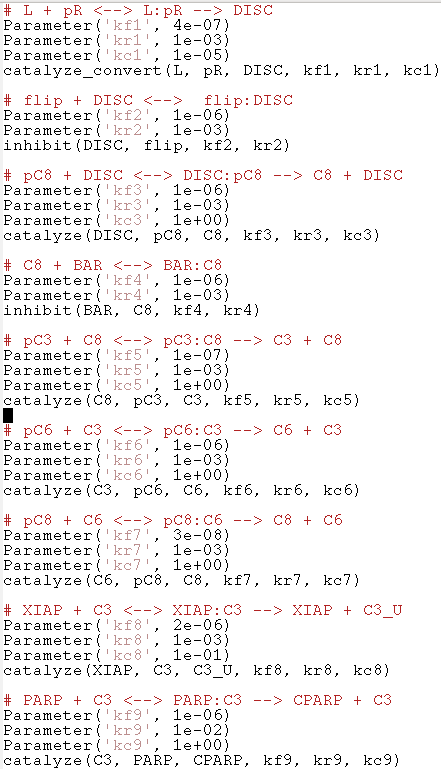 # L + pR <--> L:pR --> DISC
Parameter('kf1', 4e-07)
Parameter('kr1', 1e-03)
Parameter('kc1', 1e-05)
catalyze_convert(L, pR, DISC, kf1, kr1, kc1)
# flip + DISC <-->  flip:DISC
Parameter('kf2', 1e-06)
Parameter('kr2', 1e-03)
inhibit(DISC, flip, kf2, kr2)
# pC8 + DISC <--> DISC:pC8 --> C8 + DISC
Parameter('kf3', 1e-06)
Parameter('kr3', 1e-03)
Parameter('kc3', 1e+00)
catalyze(DISC, pC8, C8, kf3, kr3, kc3)
# C8 + BAR <--> BAR:C8
Parameter('kf4', 1e-06)
Parameter('kr4', 1e-03)
inhibit(BAR, C8, kf4, kr4)
# pC3 + C8 <--> pC3:C8 --> C3 + C8
Parameter('kf5', 1e-07)
Parameter('kr5', 1e-03)
Parameter('kc5', 1e+00)
catalyze(C8, pC3, C3, kf5, kr5, kc5)
# pC6 + C3 <--> pC6:C3 --> C6 + C3
Parameter('kf6', 1e-06)
Parameter('kr6', 1e-03)
Parameter('kc6', 1e+00)
catalyze(C3, pC6, C6, kf6, kr6, kc6)
# pC8 + C6 <--> pC8:C6 --> C8 + C6
Parameter('kf7', 3e-08)
Parameter('kr7', 1e-03)
Parameter('kc7', 1e+00)
catalyze(C6, pC8, C8, kf7, kr7, kc7)
# XIAP + C3 <--> XIAP:C3 --> XIAP + C3_U
Parameter('kf8', 2e-06)
Parameter('kr8', 1e-03)
Parameter('kc8', 1e-01)
catalyze(XIAP, C3, C3_U, kf8, kr8, kc8)
# PARP + C3 <--> PARP:C3 --> CPARP + C3
Parameter('kf9', 1e-06)
Parameter('kr9', 1e-02)
Parameter('kc9', 1e+00)
catalyze(C3, PARP, CPARP, kf9, kr9, kc9)